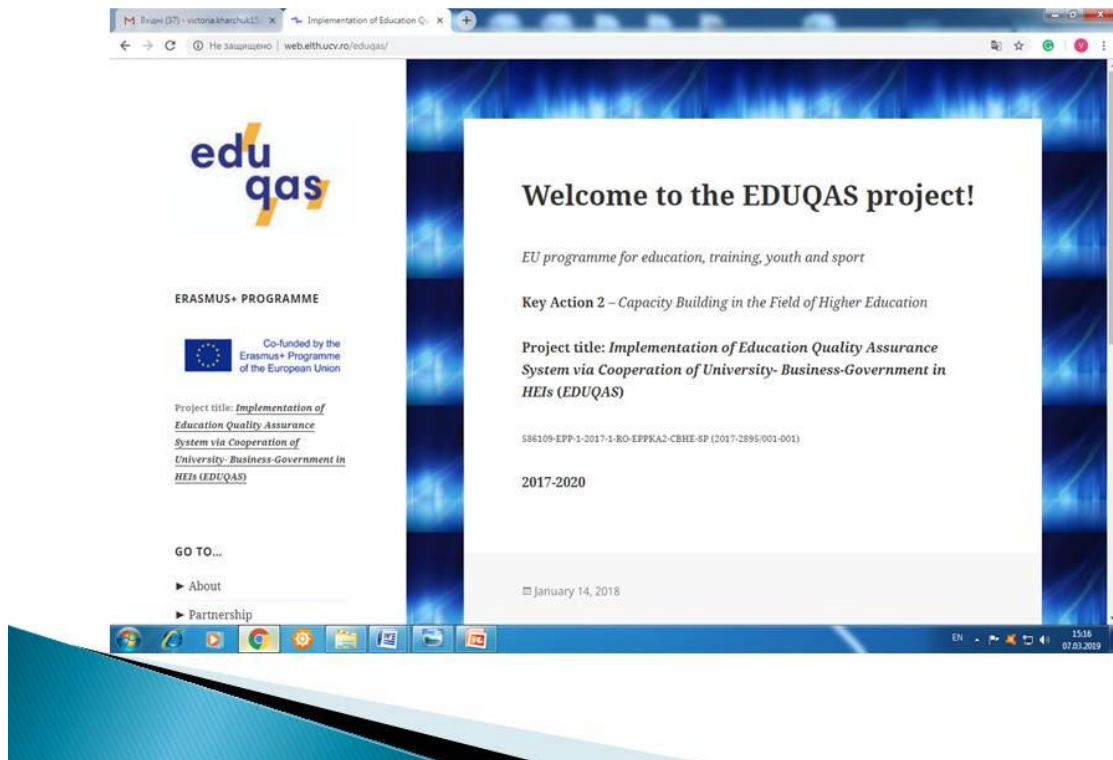 Вхідні (37) - victoria.kharchuk15@
Implementation of Education Qu
Не защищено | web.elth.ucv.ro/eduqas/
edu
qas
Welcome to the EDUQAS project!
EU programme for education, training, youth and sport
Key Action 2 – Capacity Building in the Field of Higher Education
Project title: Implementation of Education Quality Assurance
System via Cooperation of University- Business-Government in
HEIs (EDUQAS)
586109-EPP-1-2017-1-RO-EPPKA2-CBHE-SP (2017-2895/001-001)
2017-2020
January 14, 2018
ERASMUS+ PROGRAMME
Co-funded by the
Erasmus+ Programme
of the European Union
Project title: Implementation of
Education Quality Assurance
System via Cooperation of
University- Business-Government in
HEIs (EDUQAS)
GO TO...
► About
► Partnership
EN
15:16
07.03.2019